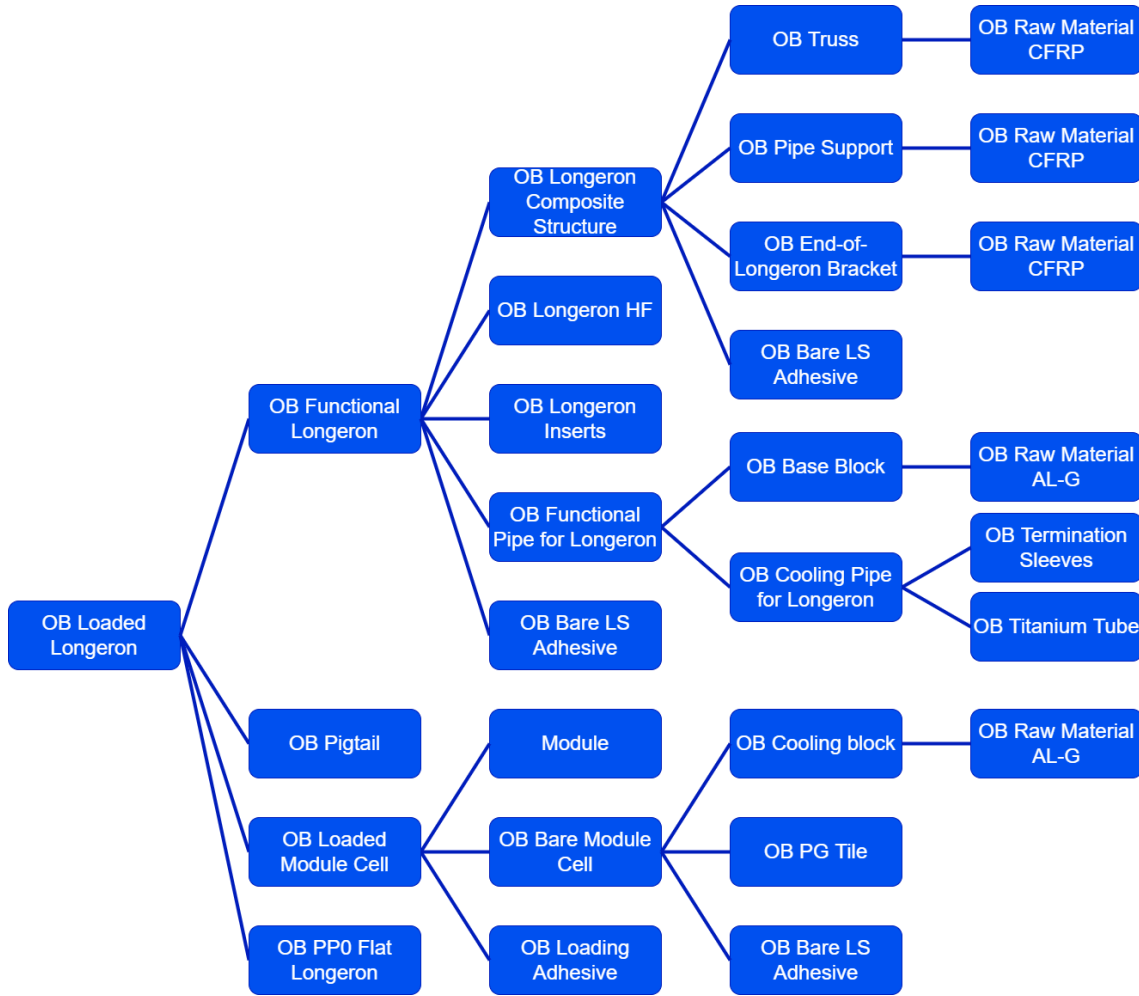 OB Loaded
Longeron
OB Functional
Longeron
OB Pigtail
OB Loaded
Module Cell
OB PP0 Flat
Longeron
OB Longeron
Composite
Structure
OB Longeron HF
OB Longeron
Inserts
OB Functional
Pipe for Longeron
OB Bare LS
Adhesive
Module
OB Bare Module
Cell
OB Loading
Adhesive
OB Truss
OB Pipe Support
OB End-of-
Longeron Bracket
OB Bare LS
Adhesive
OB Base Block
OB Cooling Pipe
for Longeron
OB Cooling block
OB PG Tile
OB Bare LS
Adhesive
OB Raw Material
CFRP
OB Raw Material
CFRP
OB Raw Material
CFRP
OB Raw Material
AL-G
OB Termination
Sleeves
OB Titanium Tube
OB Raw Material
AL-G